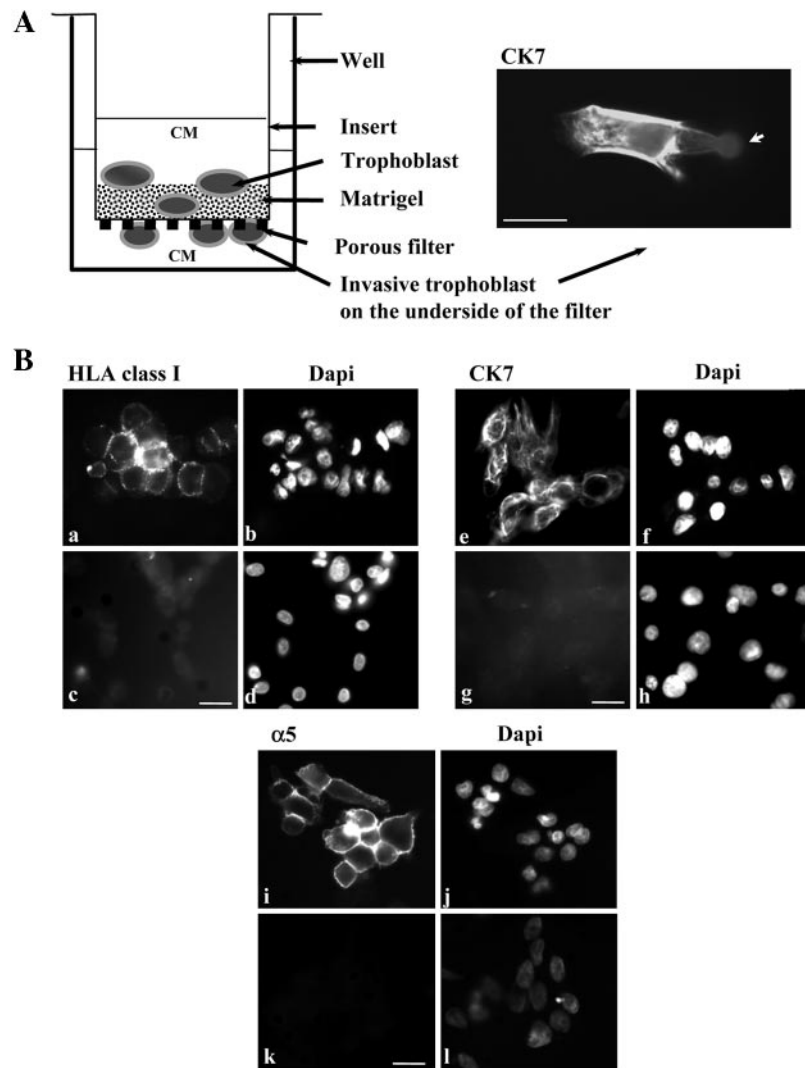 A
CK7
Well
CM
Insert
Trophoblast
Matrigel
Porous filter
CM
Invasive trophoblast
on the underside of the filter
B
HLA class I
Dapi
CK7
Dapi
a
b
e
f
c
d
g
h
α5
Dapi
i
j
k
l